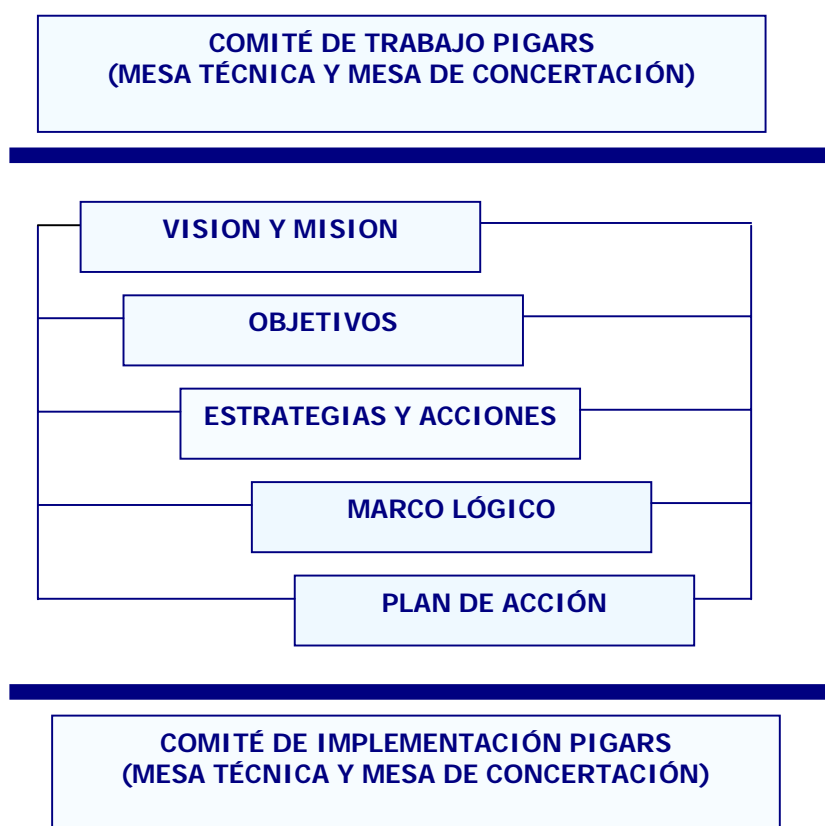 COMITÉ DE TRABAJO PIGARS
(MESA TÉCNICA Y MESA DE CONCERTACIÓN)
VISION Y MISION
OBJETIVOS
ESTRATEGIAS Y ACCIONES
MARCO LÓGICO
PLAN DE ACCIÓN
COMITÉ DE IMPLEMENTACIÓN PIGARS
(MESA TÉCNICA Y MESA DE CONCERTACIÓN)